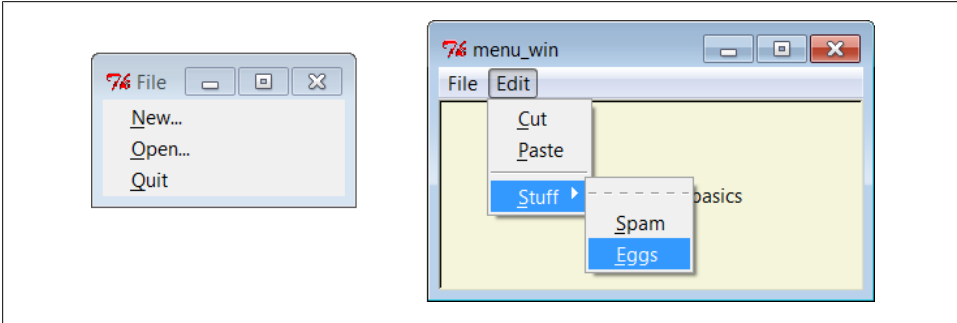 File
New...
Open...
Quit
menu_win
File Edit
Cut
Paste
Stuff
basics
Spam
Eggs